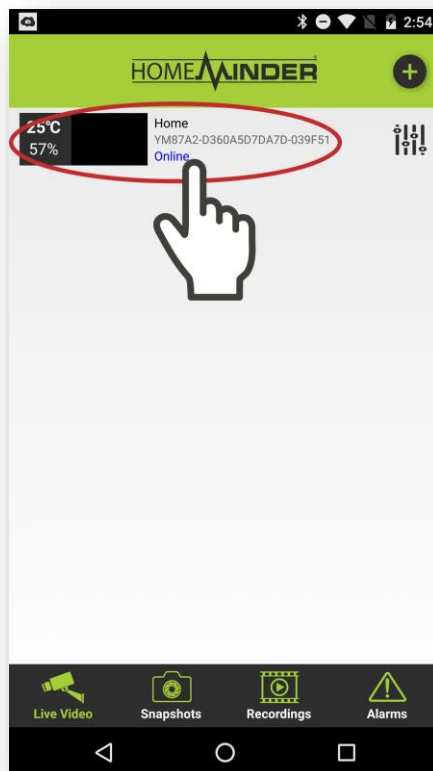 2:54
HOMEMINDER
25°C
57%
Home
YM87A2-D360A5D7DA7D-039F51
Online
Live Video
Snapshots
Recordings
Alarms